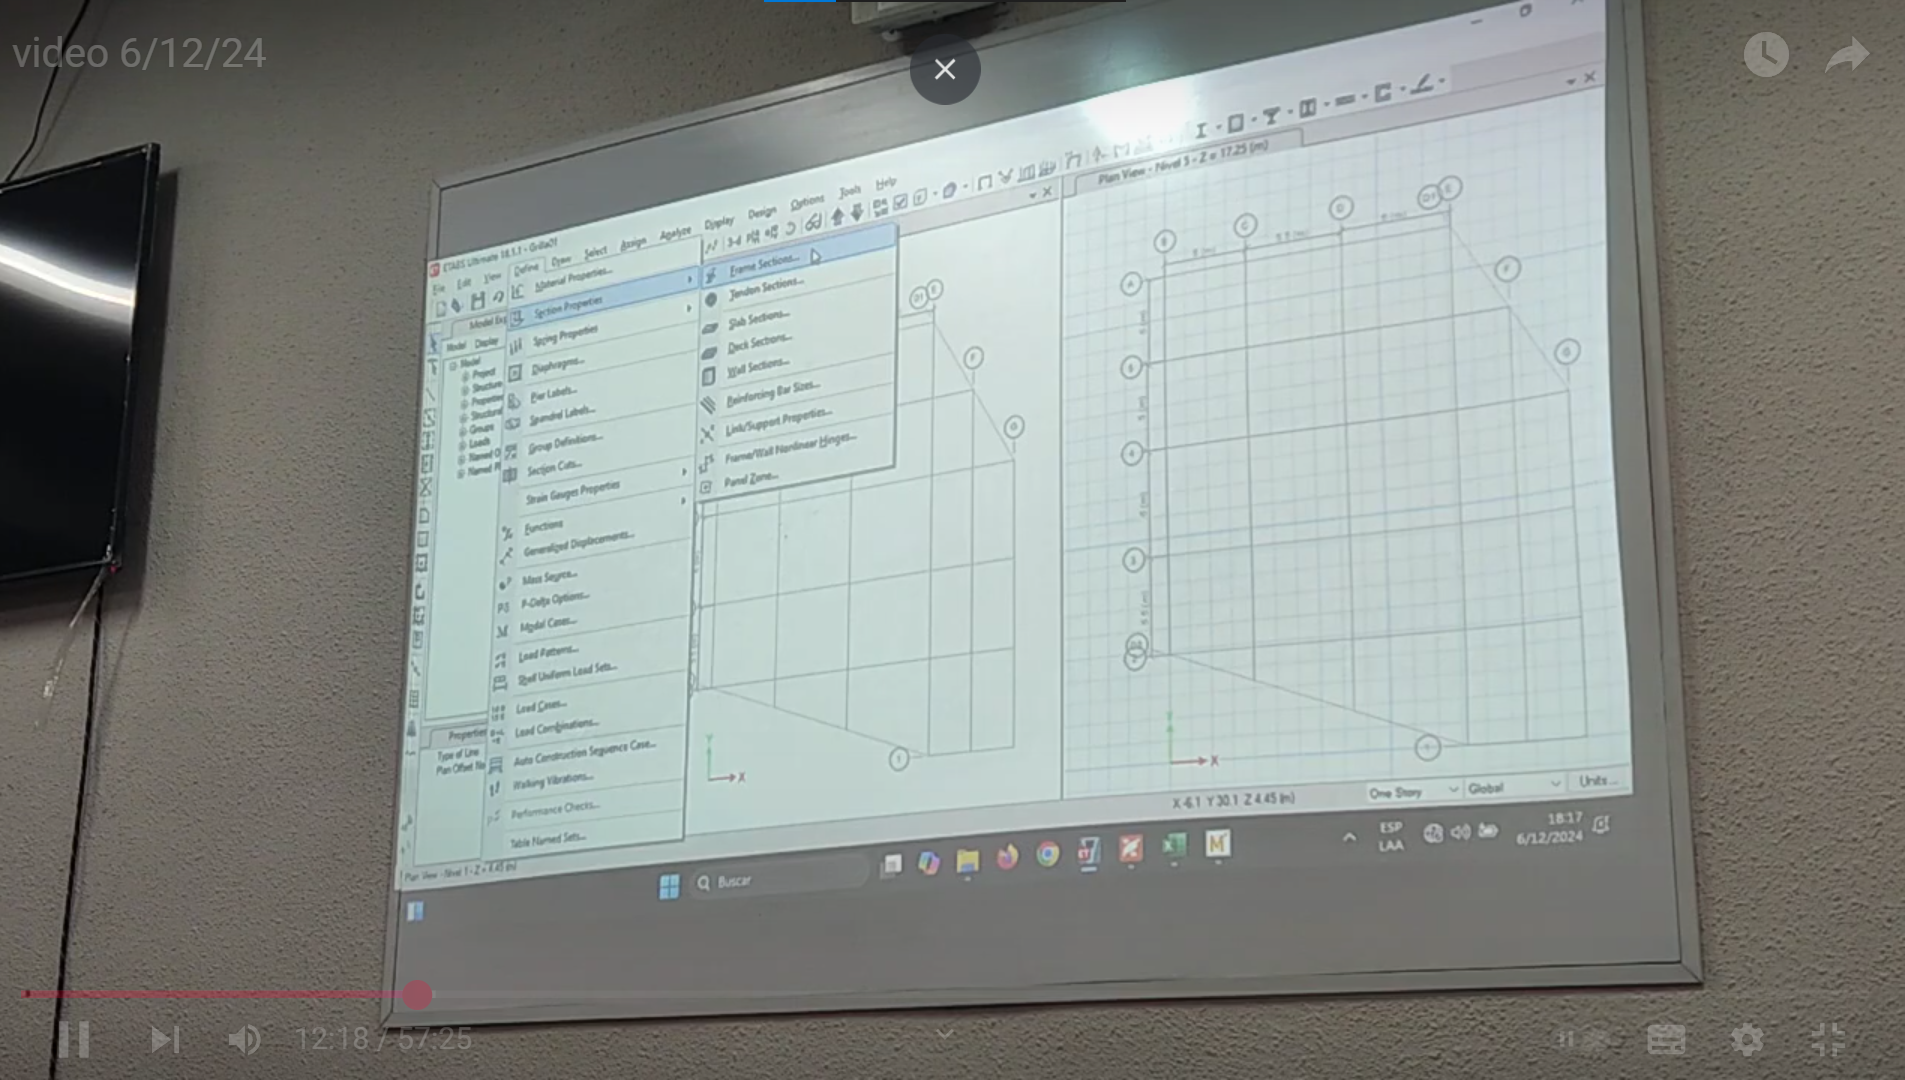 video 6/12/24
ETABS Ultimate 18.1.1 - Grilla01
File Edit View Define Draw Select Assign Analyze Display Design Options Tools Help
Material Properties...
Section Properties
Spring Properties
Diaphragms...
Pier Labels...
Spandrel Labels...
Group Definitions...
Section Cuts...
Strain Gauges Properties
Functions
Generalized Displacements...
Mass Source...
P-Delta Options...
Modal Cases...
Load Patterns...
Shell Uniform Load Sets...
Load Cases...
Load Combinations...
Auto Construction Sequence Case...
Walking Vibrations...
Performance Checks...
Table Named Sets...
Frame Sections...
Tendon Sections...
Slab Sections...
Deck Sections...
Wall Sections...
Reinforcing Bar Sizes...
Link/Support Properties...
Frame/Wall Nonlinear Hinges...
Panel Zone...
Model Display
Model
Project
Structure
Properties
Structural
Groups
Loads
Type of Line
Plan View - Nivel 1 - Z = 4.45 (m)
Plan View - Nivel 5 - Z = 17.25 (m)
Y
X
Y
X
X -6.1 Y 30.1 Z 4.45 (m)
One Story
Global
Units...
Buscar
ESP
LAA
18:17
6/12/2024
12:18 / 57:25